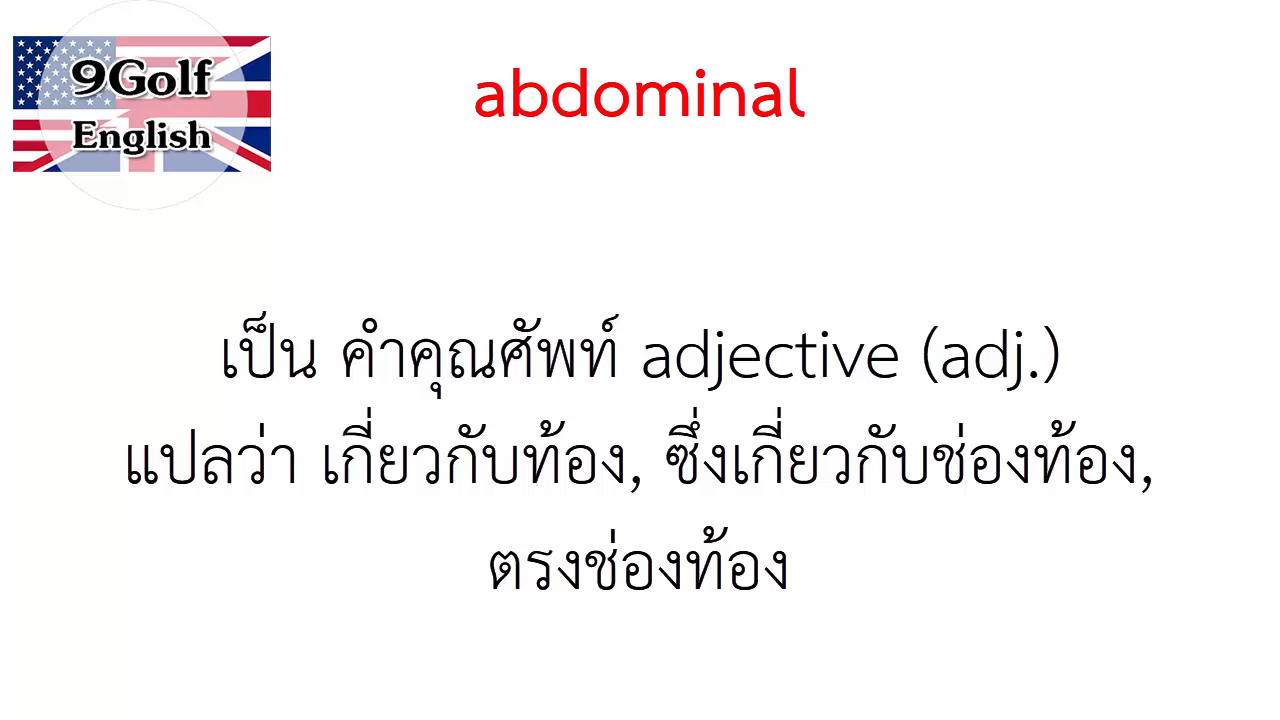 9Golf
English
abdominal
เป็น คำคุณศัพท์ adjective (adj.)
แปลว่า เกี่ยวกับท้อง, ซึ่งเกี่ยวกับช่องท้อง,
ตรงช่องท้อง